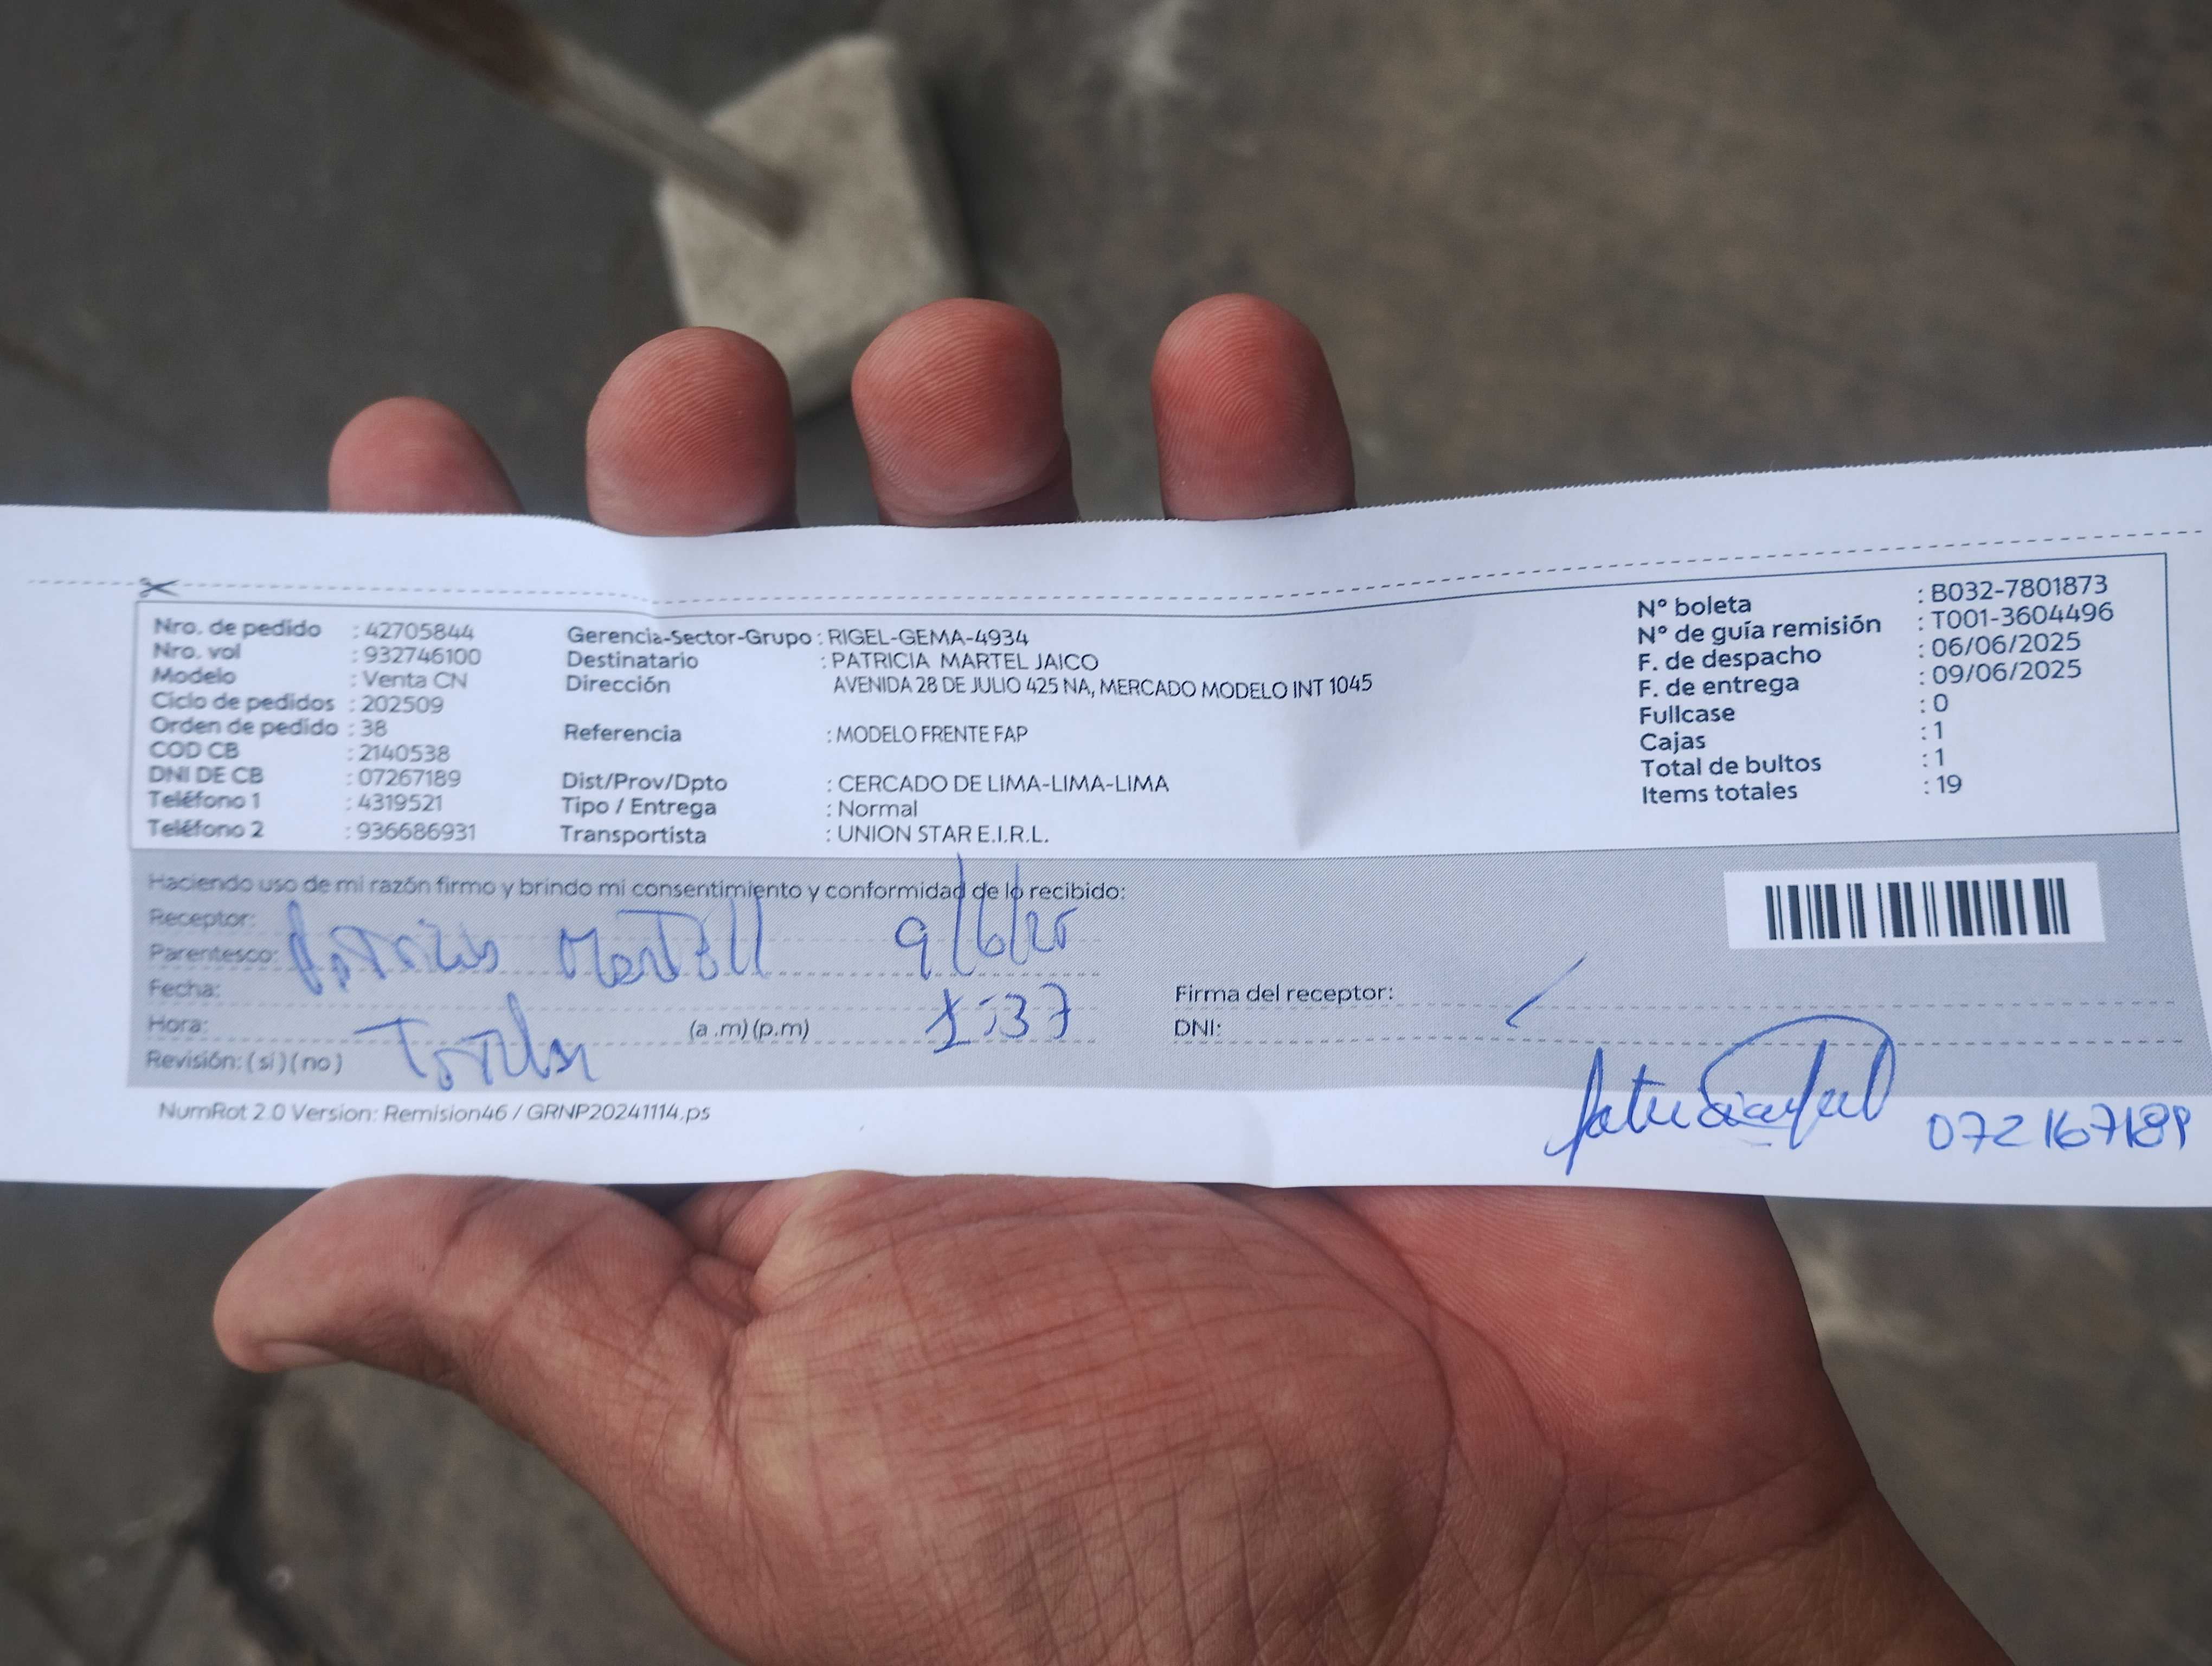 Nro. de pedido : 42705844
Nro. vol : 932746100
Modelo : Venta CN
Ciclo de pedidos : 202509
Orden de pedido : 38
COD CB : 2140538
DNI DE CB : 07267189
Teléfono 1 : 4319521
Teléfono 2 : 936686931
Gerencia-Sector-Grupo : RIGEL-GEMA-4934
Destinatario : PATRICIA MARTEL JAICO
Dirección AVENIDA 28 DE JULIO 425 NA, MERCADO MODELO INT 1045
Referencia : MODELO FRENTE FAP
Dist/Prov/Dpto : CERCADO DE LIMA-LIMA-LIMA
Tipo / Entrega : Normal
Transportista : UNION STAR E.I.R.L.
N° boleta : B032-7801873
N° de guía remisión : T001-3604496
F. de despacho : 06/06/2025
F. de entrega : 09/06/2025
Fullcase : 0
Cajas : 1
Total de bultos : 1
Items totales : 19
Haciendo uso de mi razón firmo y brindo mi consentimiento y conformidad de lo recibido:
Receptor:
Parentesco: 9/6/25
Fecha:
Hora: (a .m) (p.m) :37
Revisión: ( si ) ( no )
Firma del receptor:
DNI:
072167189
NumRot 2.0 Version: Remision46 / GRNP20241114.ps